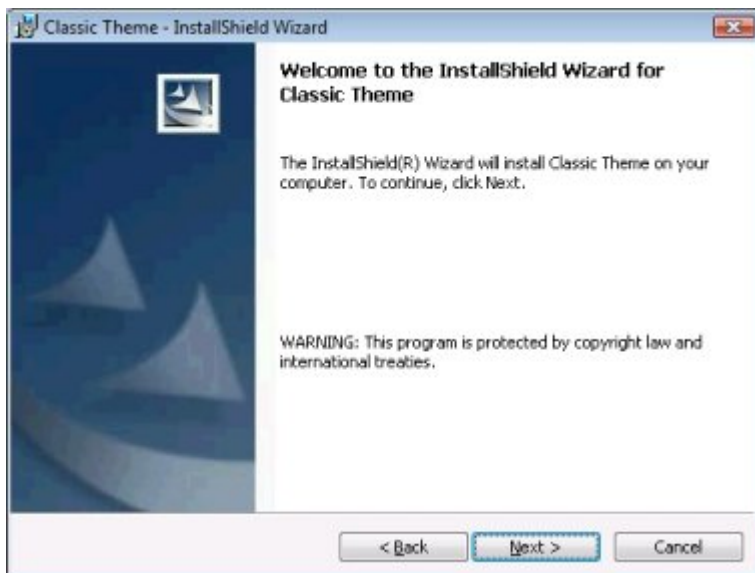 Classic Theme - InstallShield Wizard
Welcome to the InstallShield Wizard for
Classic Theme
The InstallShield(R) Wizard will install Classic Theme on your
computer. To continue, click Next.
WARNING: This program is protected by copyright law and
international treaties.
< Back
Next >
Cancel